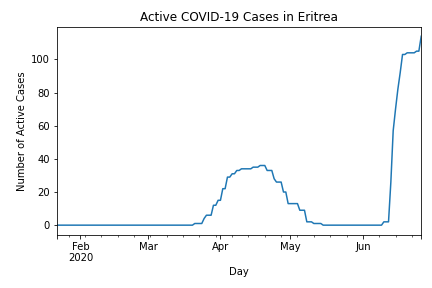 Active COVID-19 Cases in Eritrea
Number of Active Cases
100
80
60
40
20
0
Feb Mar Apr May Jun
2020
Day